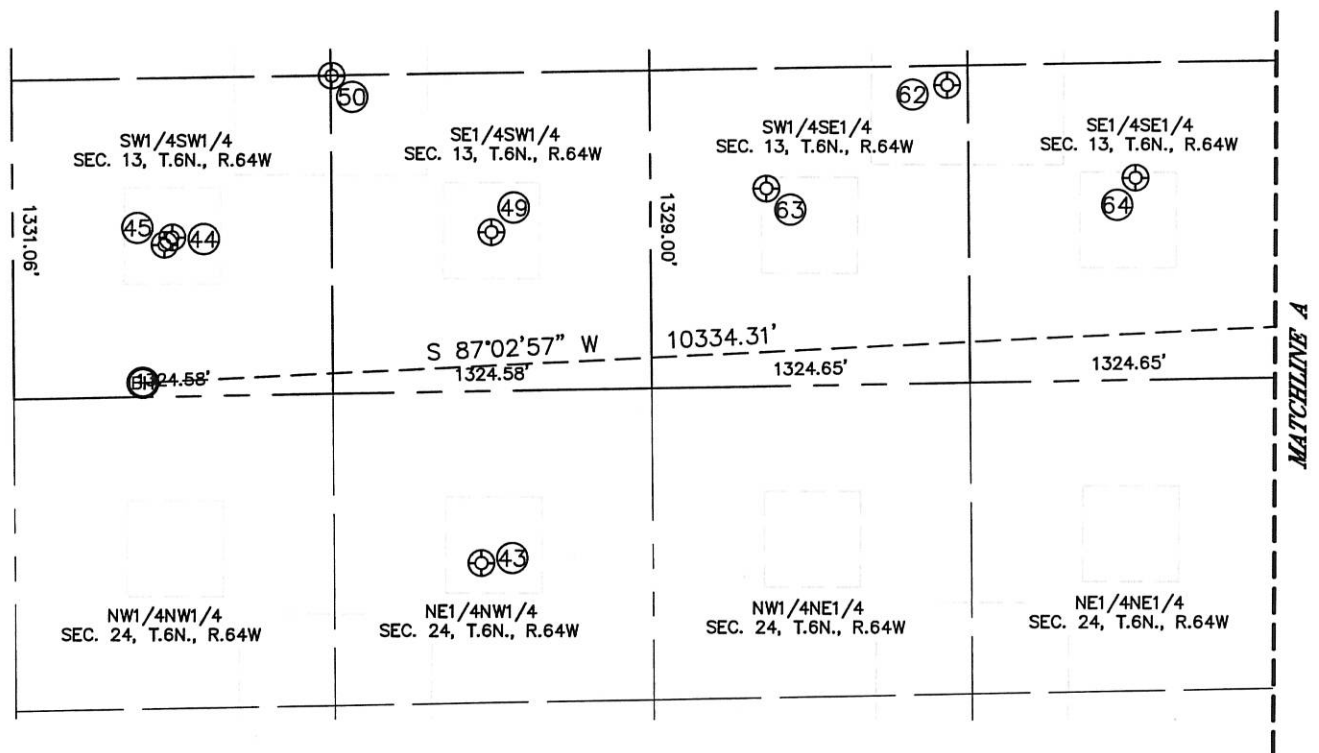 50
62
SW1/4SW1/4
SEC. 13, T.6N., R.64W
SE1/4SW1/4
SEC. 13, T.6N., R.64W
SW1/4SE1/4
SEC. 13, T.6N., R.64W
SE1/4SE1/4
SEC. 13, T.6N., R.64W
1331.06'
45
44
49
1329.00'
63
64
S 87°02'57" W
10334.31'
BH
1324.58'
1324.58'
1324.65'
1324.65'
MATCHLINE A
43
NW1/4NW1/4
SEC. 24, T.6N., R.64W
NE1/4NW1/4
SEC. 24, T.6N., R.64W
NW1/4NE1/4
SEC. 24, T.6N., R.64W
NE1/4NE1/4
SEC. 24, T.6N., R.64W